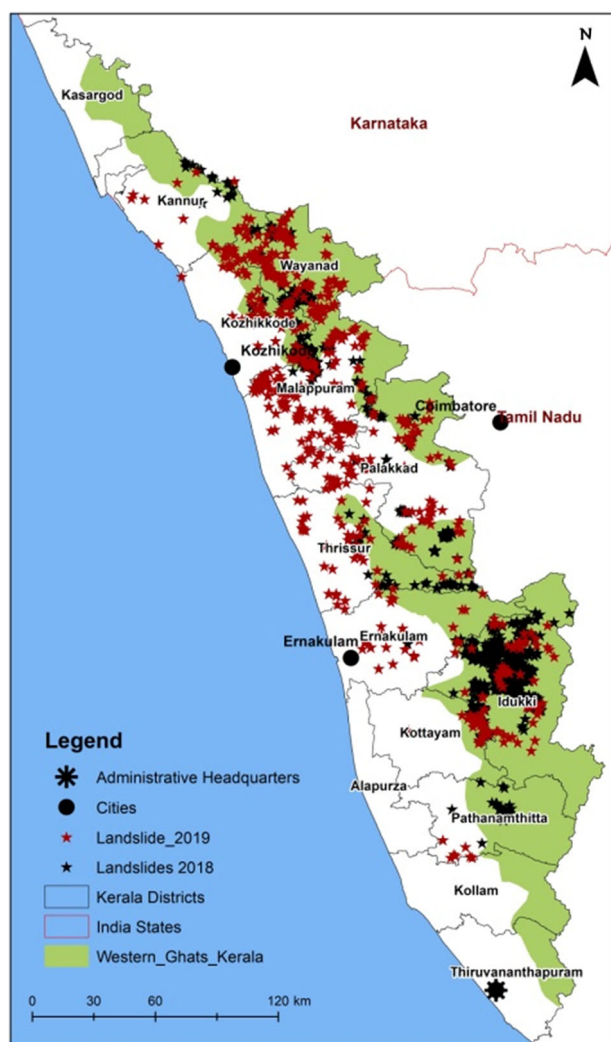 N
Kasargod
Karnataka
Kannur
Wayanad
Kozhikkode
Kozhikode
Malappuram
Coimbatore
Tamil Nadu
Palakkad
Thrissur
Ernakulam
Ernakulam
Idukki
Kottayam
Alapurza
Pathanamthitta
Kollam
Thiruvananthapuram
Legend
Administrative Headquarters
Cities
Landslide_2019
Landslides 2018
Kerala Districts
India States
Western_Ghats_Kerala
0 30 60 120 km